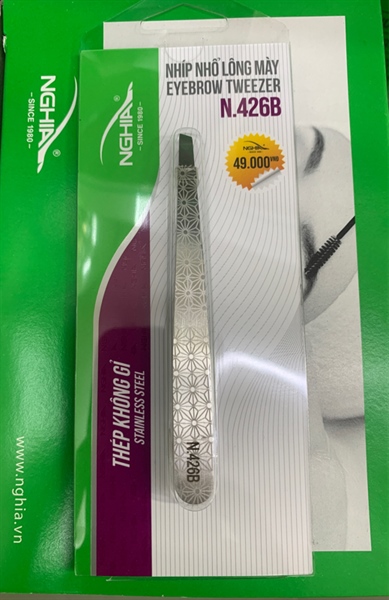 NGHIA®
– SINCE 1980 –
www.nghia.vn
NGHIA®
– SINCE 1980 –
NHÍP NHỔ LÔNG MÀY
EYEBROW TWEEZER
N.426B
NGHIA
49.000VNĐ
THÉP KHÔNG GỈ
STAINLESS STEEL
N.426B